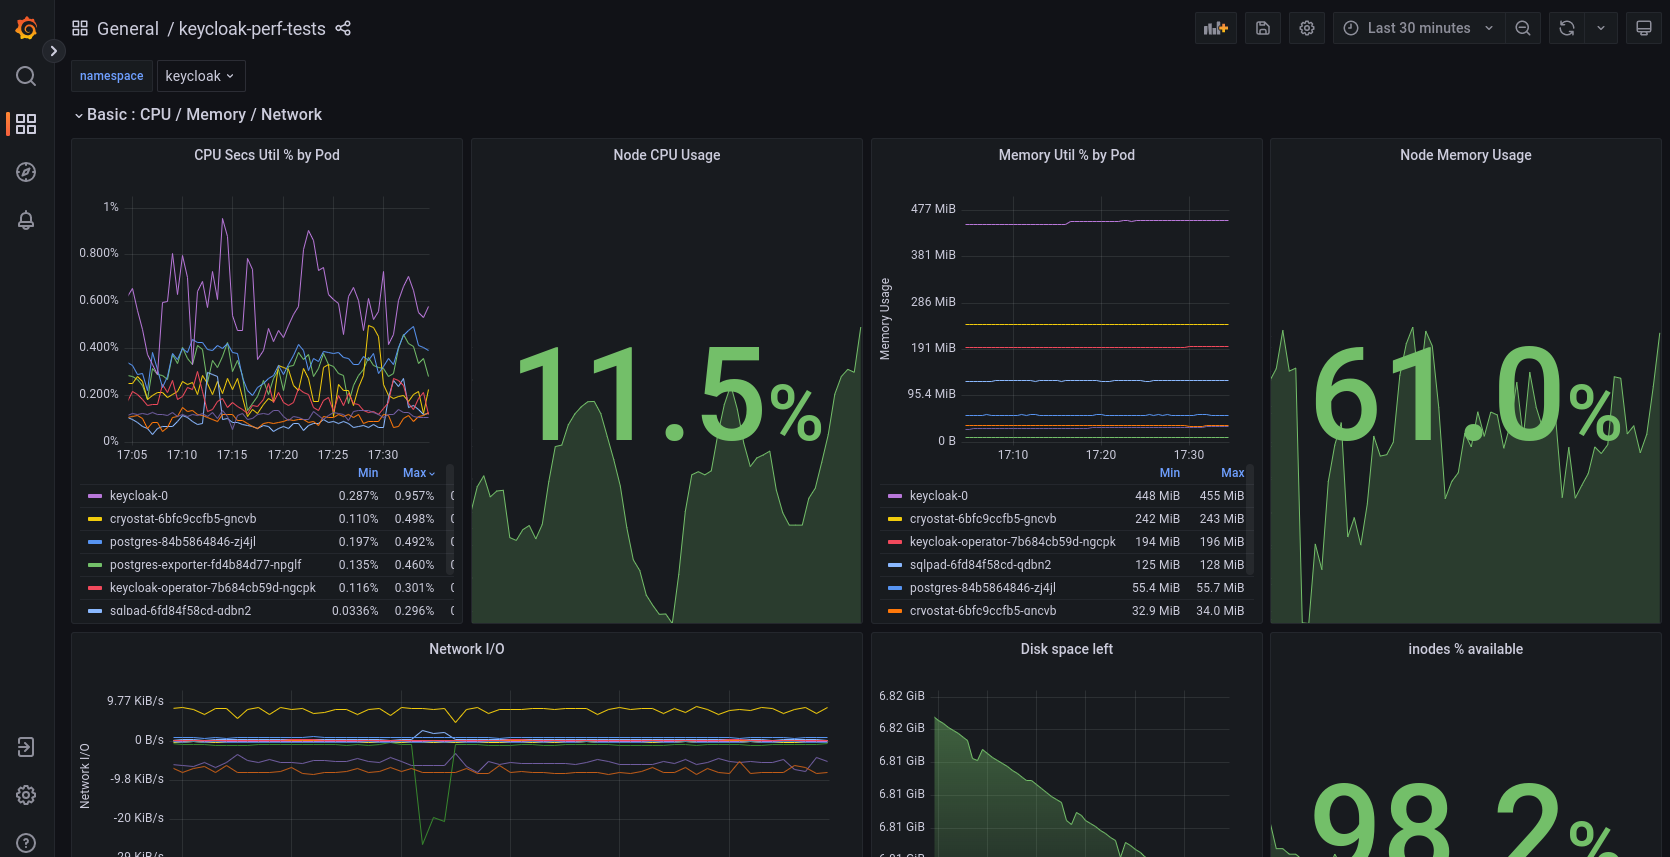 General / keycloak-perf-tests
Last 30 minutes
namespace keycloak
Basic : CPU / Memory / Network
CPU Secs Util % by Pod
1%
0.800%
0.600%
0.400%
0.200%
0%
17:05 17:10 17:15 17:20 17:25 17:30
Min Max
keycloak-0 0.287% 0.957%
cryostat-6bfc9ccfb5-gncvb 0.110% 0.498%
postgres-84b5864846-zj4jl 0.197% 0.492%
postgres-exporter-fd4b84d77-npglf 0.135% 0.460%
keycloak-operator-7b684cb59d-ngcpk 0.116% 0.301%
sqlpad-6fd84f58cd-qdbn2 0.0336% 0.296%
Node CPU Usage
11.5%
Memory Util % by Pod
Memory Usage
477 MiB
381 MiB
286 MiB
191 MiB
95.4 MiB
0 B
17:10 17:20 17:30
Min Max
keycloak-0 448 MiB 455 MiB
cryostat-6bfc9ccfb5-gncvb 242 MiB 243 MiB
keycloak-operator-7b684cb59d-ngcpk 194 MiB 196 MiB
sqlpad-6fd84f58cd-qdbn2 125 MiB 128 MiB
postgres-84b5864846-zj4jl 55.4 MiB 55.7 MiB
cryostat-6bfc9ccfb5-gncvb 32.9 MiB 34.0 MiB
Node Memory Usage
61.0%
Network I/O
Network I/O
9.77 KiB/s
0 B/s
-9.8 KiB/s
-20 KiB/s
-29 KiB/s
Disk space left
6.82 GiB
6.82 GiB
6.81 GiB
6.81 GiB
6.81 GiB
6.81 GiB
inodes % available
98.2%